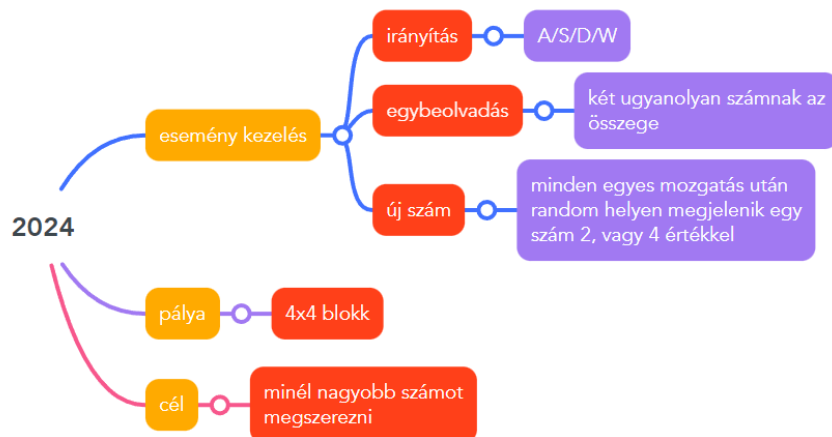 2024
esemény kezelés
irányítás
A/S/D/W
egybeolvadás
két ugyanolyan számnak az
összege
új szám
minden egyes mozgatás után
random helyen megjelenik egy
szám 2, vagy 4 értékkel
pálya
4x4 blokk
cél
minél nagyobb számot
megszerezni